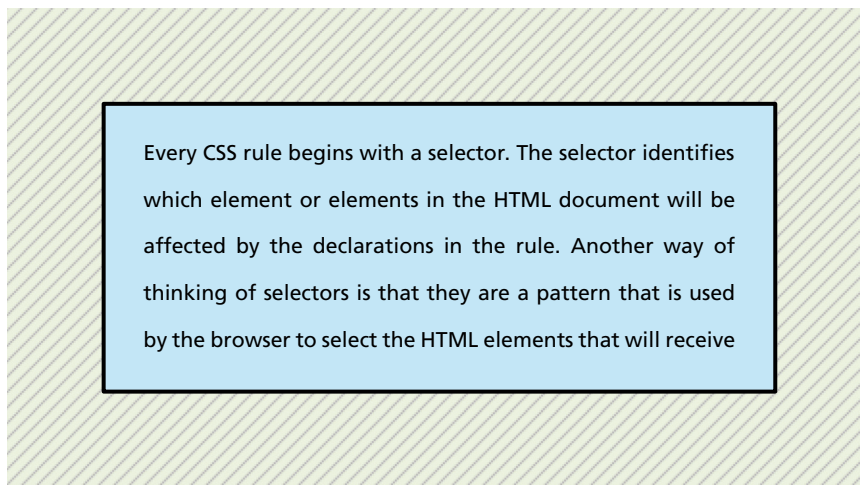 Every CSS rule begins with a selector. The selector identifies
which element or elements in the HTML document will be
affected by the declarations in the rule. Another way of
thinking of selectors is that they are a pattern that is used
by the browser to select the HTML elements that will receive